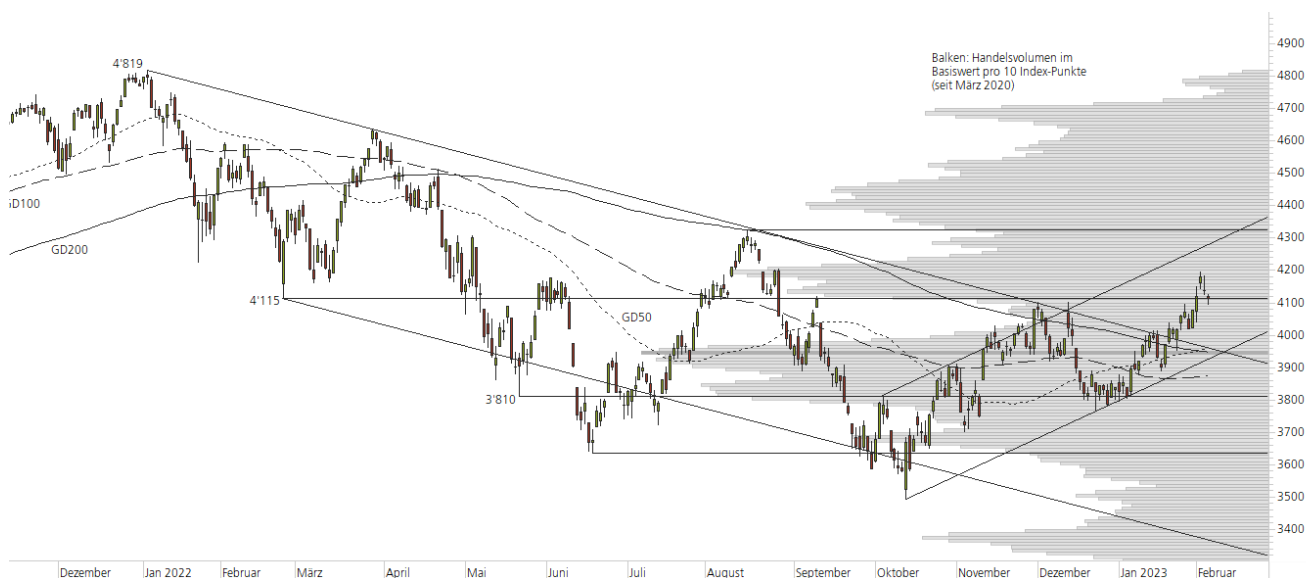 4'819
Balken: Handelsvolumen im
Basiswert pro 10 Index-Punkte
(seit März 2020)
GD100
GD200
4'115
GD50
3'810
4900
4800
4700
4600
4500
4400
4300
4200
4100
4000
3900
3800
3700
3600
3500
3400
Dezember
Jan 2022
Februar
März
April
Mai
Juni
Juli
August
September
Oktober
November
Dezember
Jan 2023
Februar